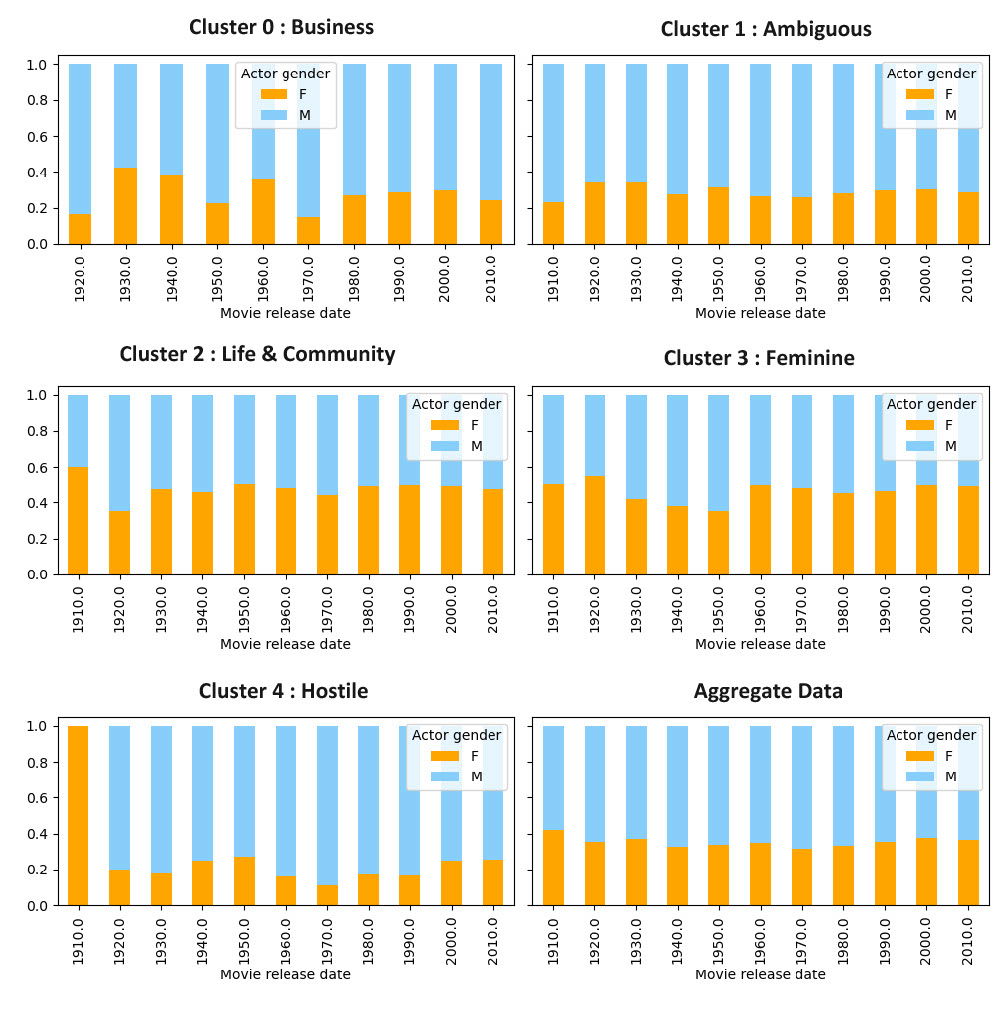 Cluster 0 : Business
1.0
0.8
0.6
0.4
0.2
0.0
Actor gender
F
M
1920.0 1930.0 1940.0 1950.0 1960.0 1970.0 1980.0 1990.0 2000.0 2010.0
Movie release date
Cluster 1 : Ambiguous
Actor gender
F
M
1910.0 1920.0 1930.0 1940.0 1950.0 1960.0 1970.0 1980.0 1990.0 2000.0 2010.0
Movie release date
Cluster 2 : Life & Community
1.0
0.8
0.6
0.4
0.2
0.0
Actor gender
F
M
1910.0 1920.0 1930.0 1940.0 1950.0 1960.0 1970.0 1980.0 1990.0 2000.0 2010.0
Movie release date
Cluster 3 : Feminine
Actor gender
F
M
1910.0 1920.0 1930.0 1940.0 1950.0 1960.0 1970.0 1980.0 1990.0 2000.0 2010.0
Movie release date
Cluster 4 : Hostile
1.0
0.8
0.6
0.4
0.2
0.0
Actor gender
F
M
1910.0 1920.0 1930.0 1940.0 1950.0 1960.0 1970.0 1980.0 1990.0 2000.0 2010.0
Movie release date
Aggregate Data
Actor gender
F
M
1910.0 1920.0 1930.0 1940.0 1950.0 1960.0 1970.0 1980.0 1990.0 2000.0 2010.0
Movie release date